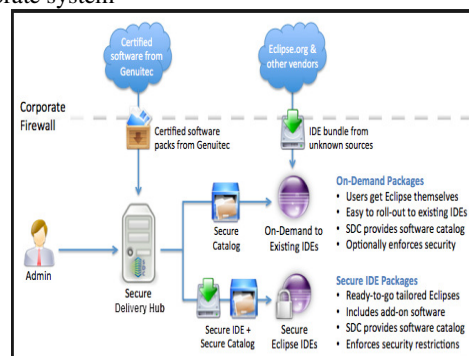 orate system
Certified
software from
Genuitec
Eclipse.org &
other vendors
Corporate
Firewall
Certified software
packs from Genuitec
IDE bundle from
unknown sources
Admin
Secure
Delivery Hub
Secure
Catalog
On-Demand to
Existing IDEs
On-Demand Packages
• Users get Eclipse themselves
• Easy to roll-out to existing IDEs
• SDC provides software catalog
• Optionally enforces security
Secure IDE +
Secure Catalog
Secure
Eclipse IDEs
Secure IDE Packages
• Ready-to-go tailored Eclipses
• Includes add-on software
• SDC provides software catalog
• Enforces security restrictions